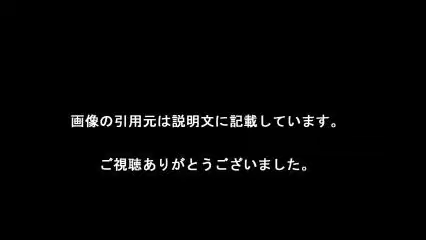 画像の引用元は説明文に記載しています。
ご視聴ありがとうございました。